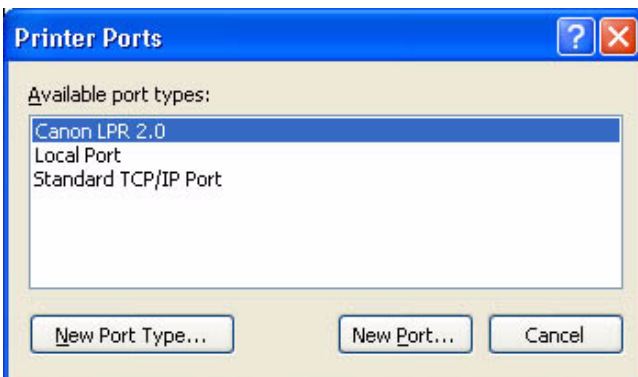 Printer Ports
Available port types:
Canon LPR 2.0
Local Port
Standard TCP/IP Port
New Port Type... New Port... Cancel